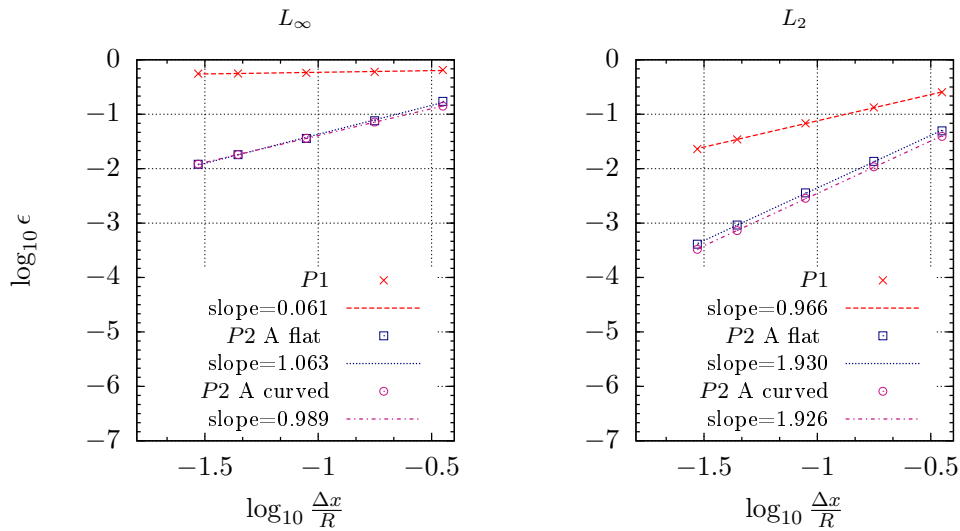 L∞
0
−1
−2
−3
−4
−5
−6
−7
log₁₀ ϵ
P1
slope=0.061
P2 A flat
slope=1.063
P2 A curved
slope=0.989
−1.5 −1 −0.5
log₁₀ Δx/R
L₂
0
−1
−2
−3
−4
−5
−6
−7
P1
slope=0.966
P2 A flat
slope=1.930
P2 A curved
slope=1.926
−1.5 −1 −0.5
log₁₀ Δx/R